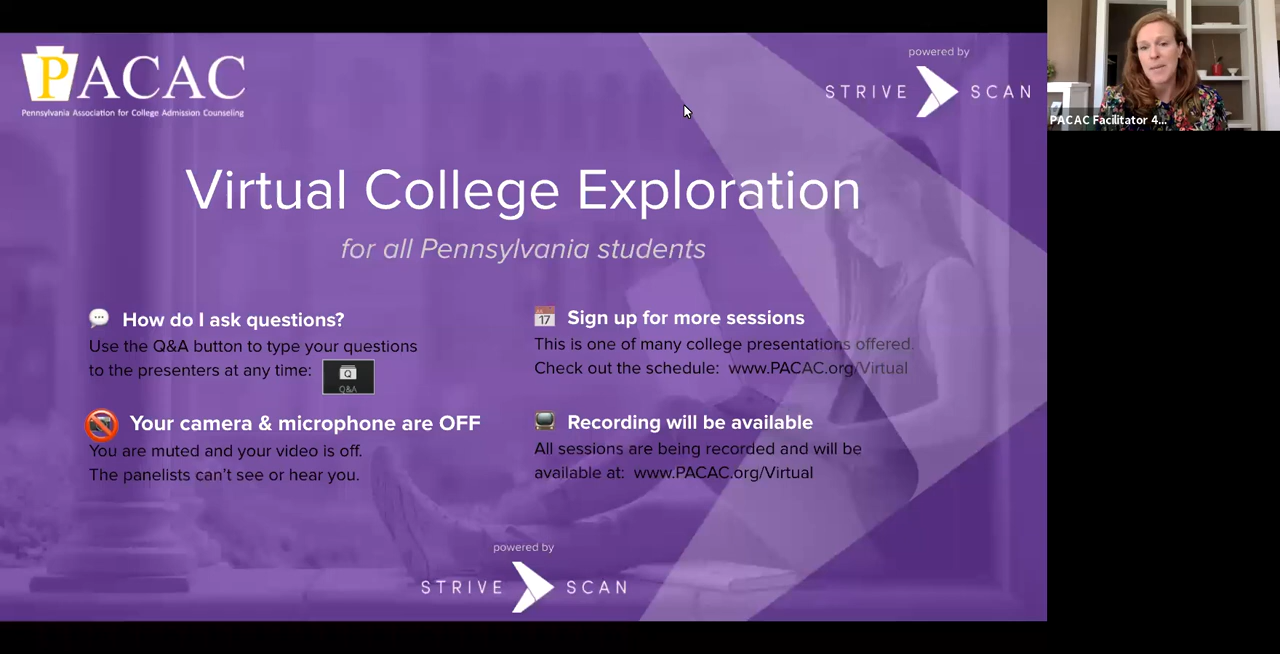 PACAC
Pennsylvania Association for College Admission Counseling
powered by
STRIVE SCAN
PACAC Facilitator 4...
Virtual College Exploration
for all Pennsylvania students
How do I ask questions?
Use the Q&A button to type your questions
to the presenters at any time:
Q
Q&A
Sign up for more sessions
This is one of many college presentations offered.
Check out the schedule: www.PACAC.org/Virtual
Your camera & microphone are OFF
You are muted and your video is off.
The panelists can't see or hear you.
17
Recording will be available
All sessions are being recorded and will be
available at: www.PACAC.org/Virtual
powered by
STRIVE SCAN